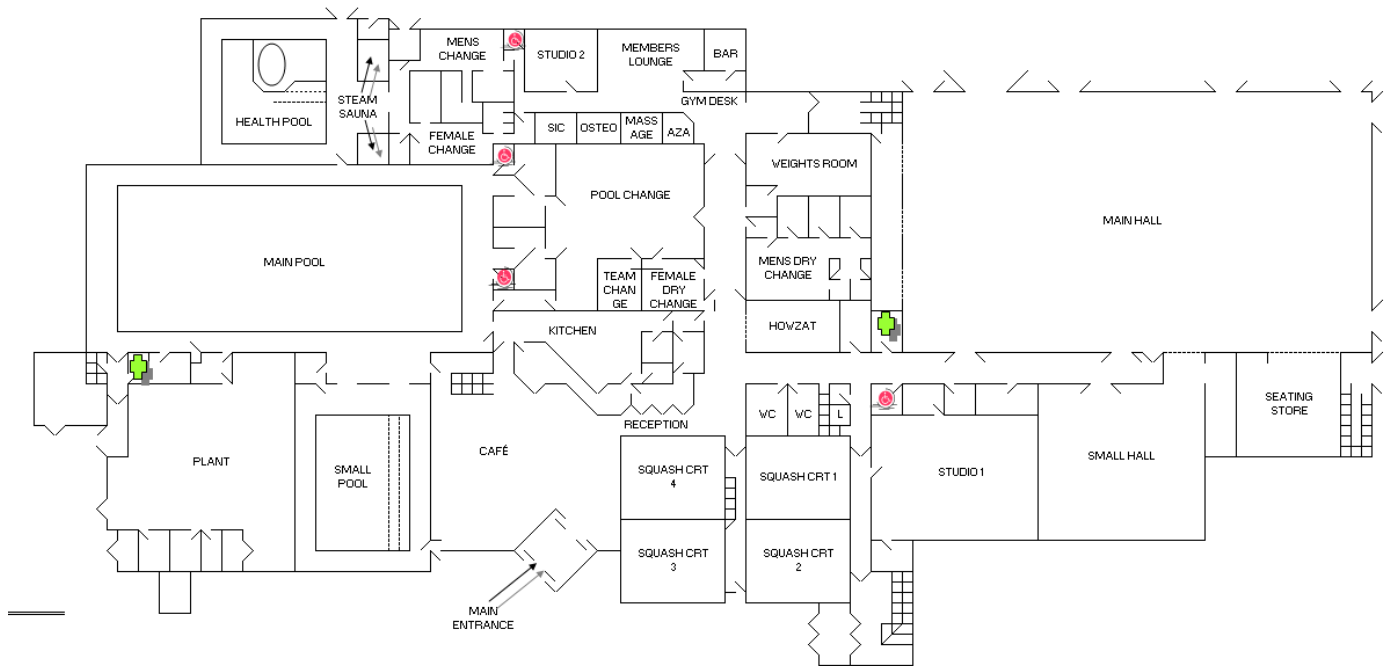 MENS
CHANGE
STUDIO 2
MEMBERS
LOUNGE
BAR
STEAM
SAUNA
GYM DESK
HEALTH POOL
FEMALE
CHANGE
SIC
OSTEO
MASS
AGE
AZA
WEIGHTS ROOM
POOL CHANGE
MAIN HALL
MAIN POOL
TEAM
CHAN
GE
FEMALE
DRY
CHANGE
MENS DRY
CHANGE
KITCHEN
HOWZAT
WC
WC
L
SEATING
STORE
RECEPTION
CAFÉ
PLANT
SMALL
POOL
SQUASH CRT
4
SQUASH CRT 1
STUDIO 1
SMALL HALL
SQUASH CRT
3
SQUASH CRT
2
MAIN
ENTRANCE